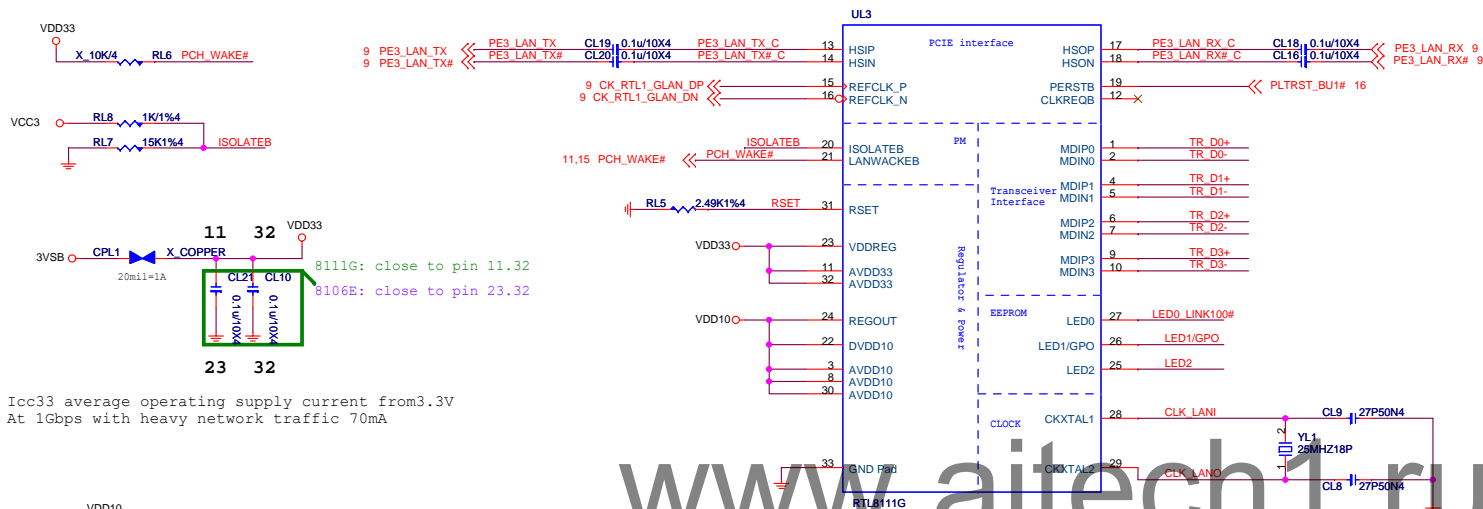 UL3
VDD33
X_10K/4 RL6 PCH_WAKE#
VCC3
RL8 1K/1%4
RL7 15K1%4 ISOLATEB
11 32 VDD33
3VSB CPL1 X_COPPER
20mil=1A
CL21 CL10
0.1u/10X4 0.1u/10X4
8111G: close to pin 11.32
8106E: close to pin 23.32
23 32
Icc33 average operating supply current from3.3V
At 1Gbps with heavy network traffic 70mA
VDD10
9 PE3_LAN_TX PE3_LAN_TX CL19 0.1u/10X4 PE3_LAN_TX_C 13 HSIP
9 PE3_LAN_TX# PE3_LAN_TX# CL20 0.1u/10X4 PE3_LAN_TX#_C 14 HSIN
9 CK_RTL1_GLAN_DP 15 REFCLK_P
9 CK_RTL1_GLAN_DN 16 REFCLK_N
ISOLATEB 20 ISOLATEB
11,15 PCH_WAKE# PCH_WAKE# 21 LANWACKEB
RL5 2.49K1%4 RSET 31 RSET
VDD33 23 VDDREG
11 AVDD33
32 AVDD33
VDD10 24 REGOUT
22 DVDD10
3 AVDD10
8 AVDD10
30 AVDD10
33 GND Pad
PCIE interface
PM
Transceiver
Interface
Regulator & Power
EEPROM
CLOCK
HSOP 17 PE3_LAN_RX_C CL18 0.1u/10X4 PE3_LAN_RX 9
HSON 18 PE3_LAN_RX#_C CL16 0.1u/10X4 PE3_LAN_RX# 9
PERSTB 19 PLTRST_BU1# 16
CLKREQB 12
MDIP0 1 TR_D0+
MDIN0 2 TR_D0-
MDIP1 4 TR_D1+
MDIN1 5 TR_D1-
MDIP2 6 TR_D2+
MDIN2 7 TR_D2-
MDIP3 9 TR_D3+
MDIN3 10 TR_D3-
LED0 27 LED0_LINK100#
LED1/GPO 26 LED1/GPO
LED2 25 LED2
CKXTAL1 28 CLK_LANI CL9 27P50N4
2 YL1
25MHZ18P
1
CKXTAL2 29 CLK_LANO CL8 27P50N4
RTL8111G
www.aitech1.ru